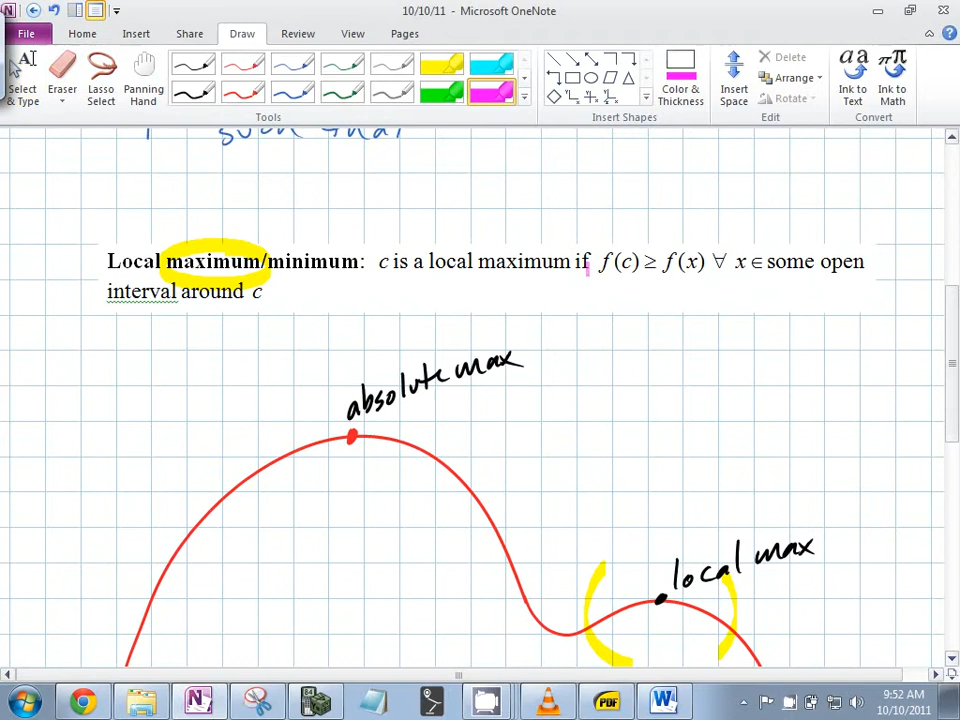 10/10/11 - Microsoft OneNote
File Home Insert Share Draw Review View Pages
Select & Type
Eraser
Lasso Select
Panning Hand
Color & Thickness
Insert Space
Delete
Arrange
Rotate
Ink to Text
Ink to Math
Tools Insert Shapes Edit Convert
such that
Local maximum/minimum: c is a local maximum if f(c) ≥ f(x) ∀ x ∈ some open
interval around c
absolute max
local max
PDF
9:52 AM
10/10/2011